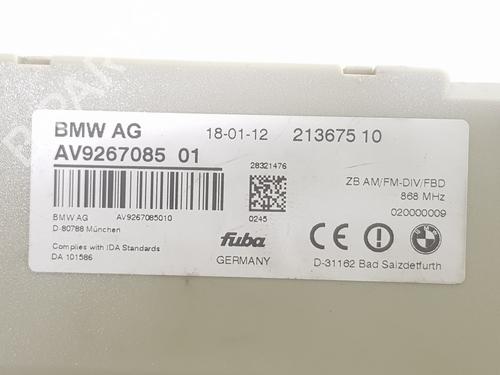 BMW AG 18-01-12 213675 10
AV9267085 01
28321476
ZB AM/FM-DIV/FBD
868 MHz
BMW AG AV9267085010
0245
020000009
D-80788 München
Complies with IDA Standards
DA 101586
fuba
GERMANY
D-31162 Bad Salzdetfurth